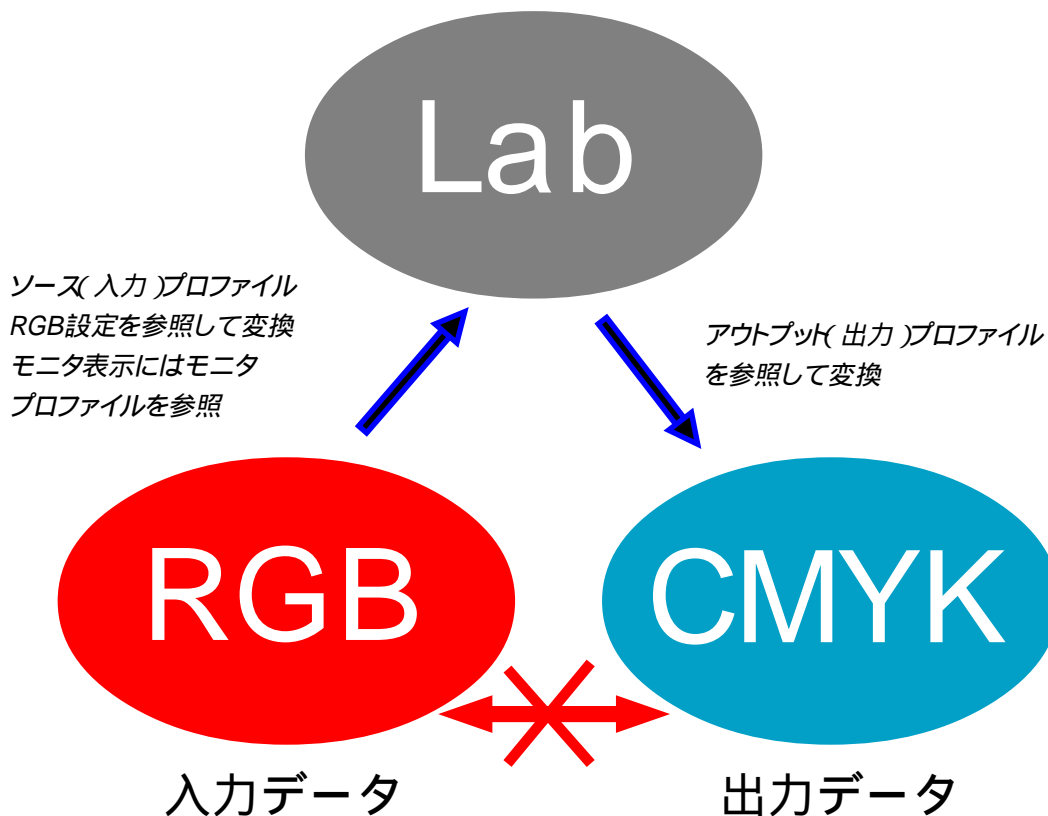 Lab
ソース( 入力 )プロファイル
RGB設定を参照して変換
モニタ表示にはモニタ
プロファイルを参照
アウトプット( 出力 )プロファイル
を参照して変換
RGB
CMYK
入力データ
出力データ